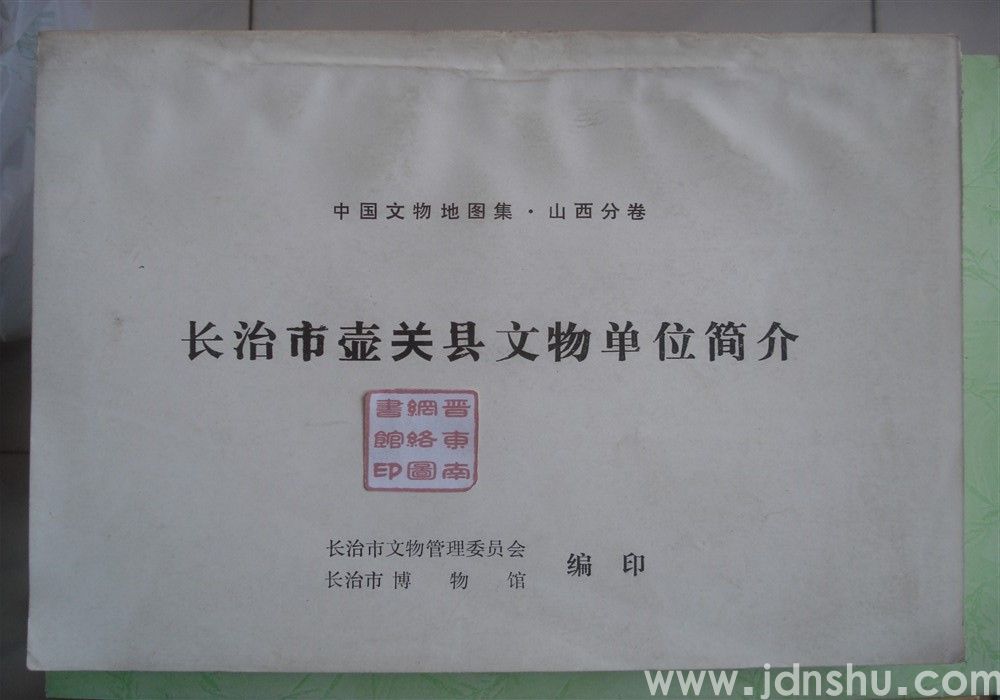 中国文物地图集·山西分卷
长治市壶关县文物单位简介
晋東南
網絡圖
書館印
长治市文物管理委员会
长治市博物馆
编印
www.jdnshu.com